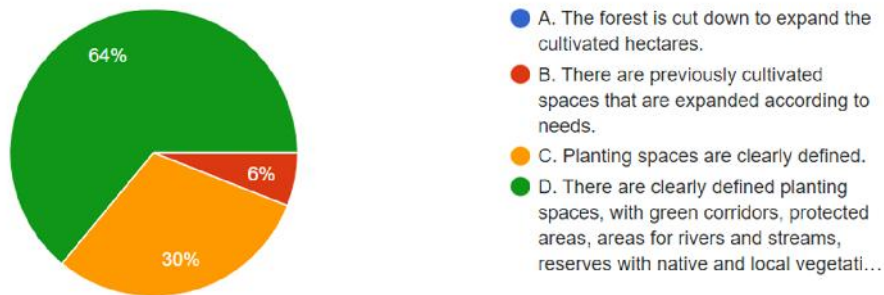 64%
6%
30%
A. The forest is cut down to expand the
cultivated hectares.
B. There are previously cultivated
spaces that are expanded according to
needs.
C. Planting spaces are clearly defined.
D. There are clearly defined planting
spaces, with green corridors, protected
areas, areas for rivers and streams,
reserves with native and local vegetati...